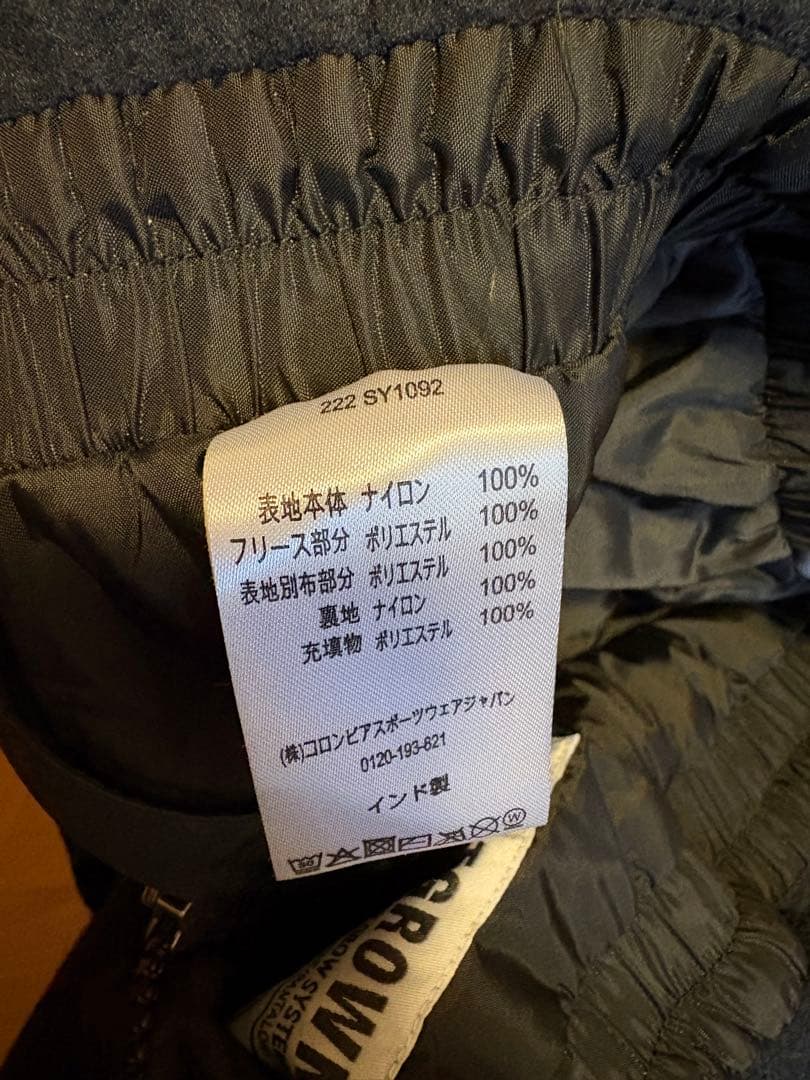 222 SY1092
表地本体 ナイロン 100%
フリース部分 ポリエステル 100%
表地別布部分 ポリエステル 100%
裏地 ナイロン 100%
充填物 ポリエステル 100%
(株)コロンビアスポーツウェアジャパン
0120-193-821
インド製
W
GROWN